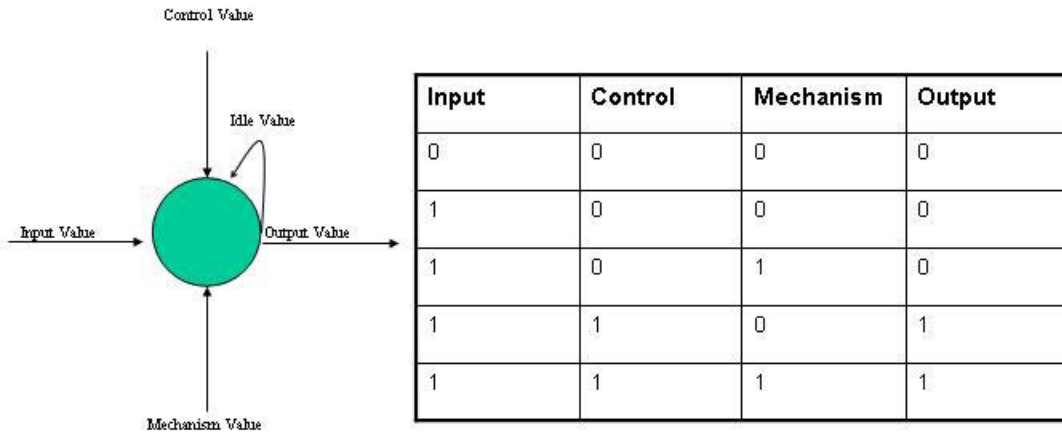 Control Value
Idle Value
Input Value
Output Value
Mechanism Value
Input Control Mechanism Output
0 0 0 0
1 0 0 0
1 0 1 0
1 1 0 1
1 1 1 1